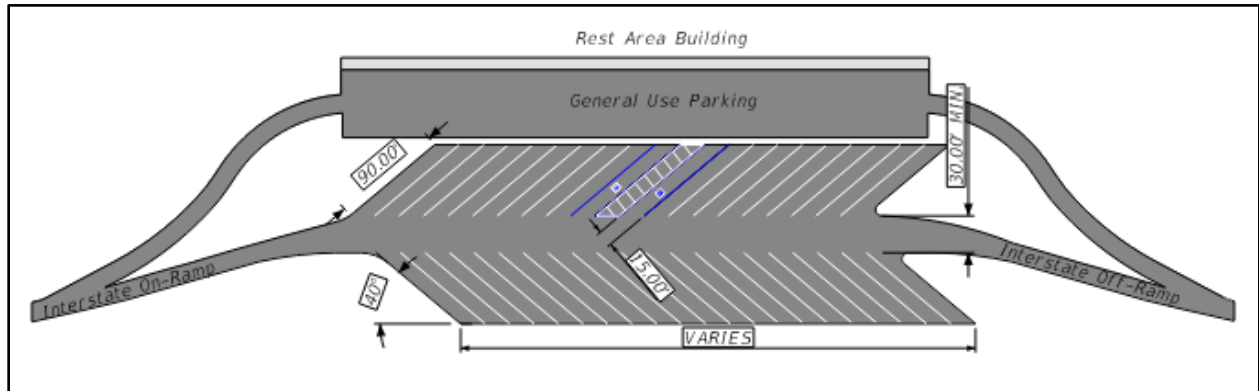 Rest Area Building
General Use Parking
90.00'
30.00' MIN
15.00'
40°
Interstate On-Ramp
Interstate Off-Ramp
VARIES